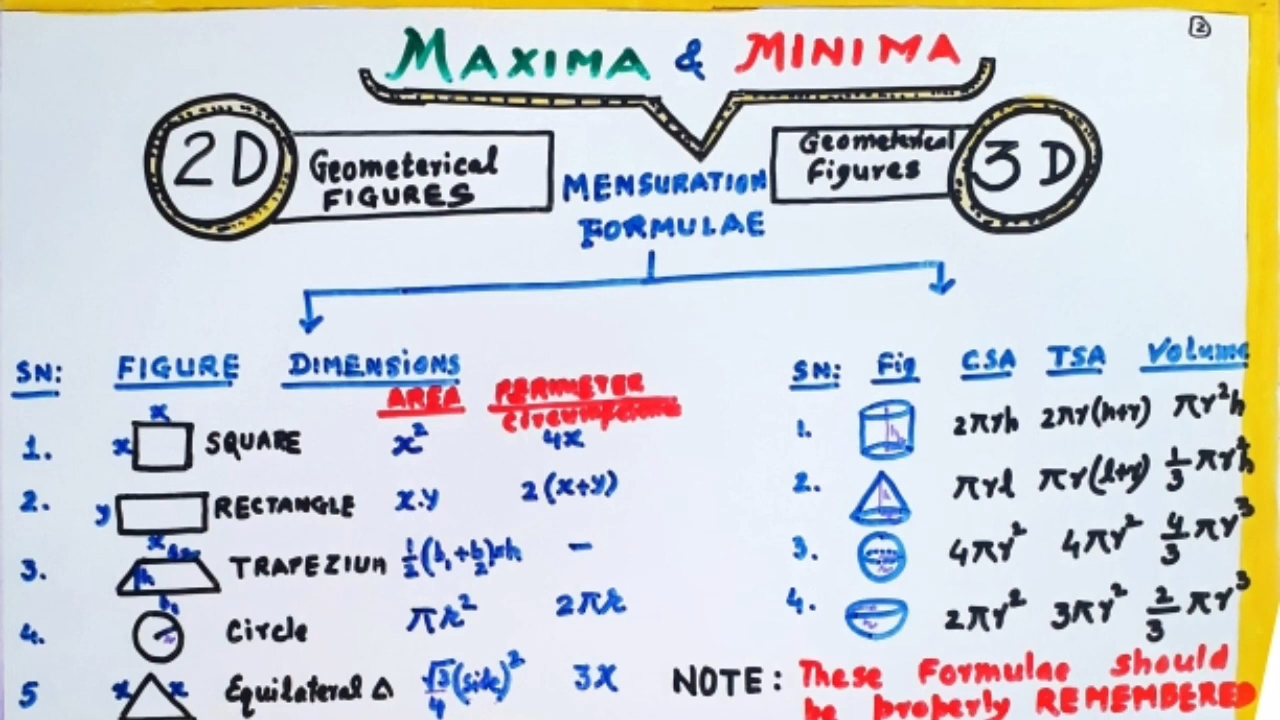 2
MAXIMA & MINIMA
2D
Geometerical
FIGURES
MENSURATION
FORMULAE
Geometerical
figures
3D
SN: FIGURE DIMENSIONS
AREA PERIMETER
1. x x SQUARE x² 4x
2. y x RECTANGLE x.y 2(x+y)
3. h b₁ TRAPEZIUM ½(b₁+b₂)×h –
4. r Circle πr² 2πr
5 x x Equilateral Δ √3/4 (side)² 3x
SN: Fig CSA TSA Volume
1. h 2πrh 2πr(h+r) πr²h
2. πrl πr(l+r) 1/3 πr²h
3. 4πr² 4πr² 4/3 πr³
4. 2πr² 3πr² 2/3 πr³
NOTE: These Formulae should
be properly REMEMBERED